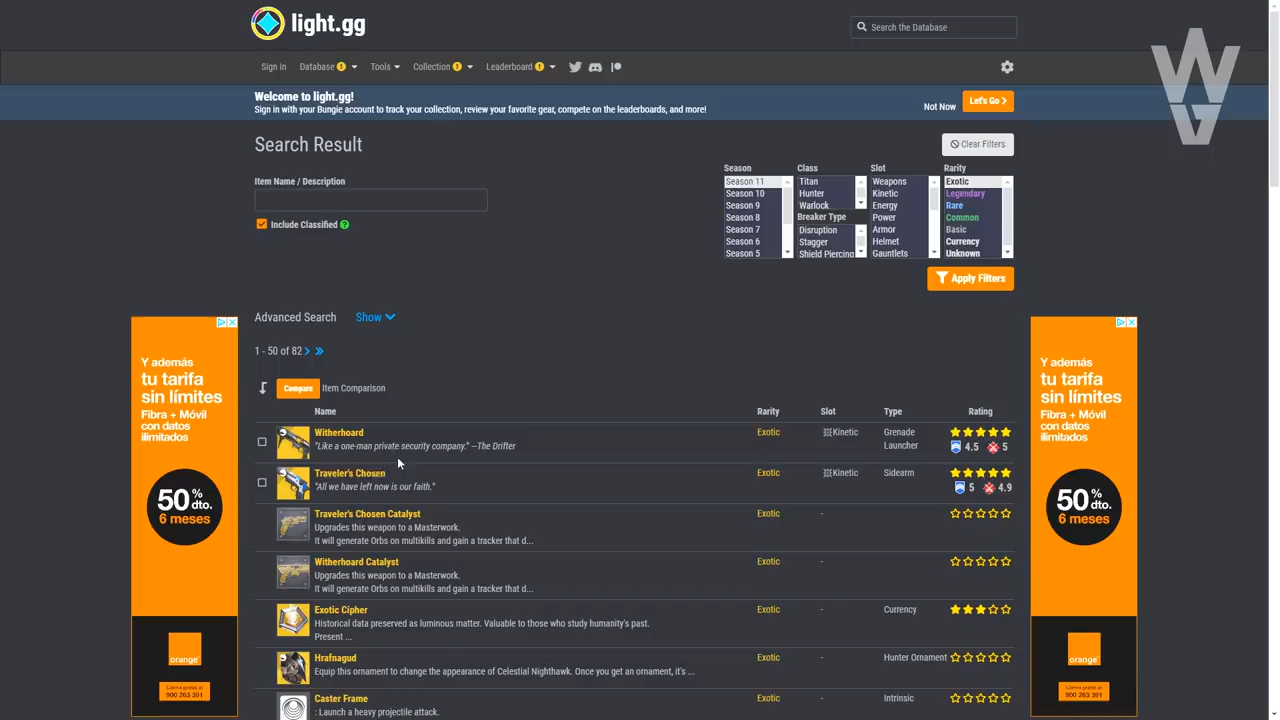 light.gg
Search the Database
Sign In Database ! Tools Collection ! Leaderboard !
WG
Welcome to light.gg!
Sign in with your Bungie account to track your collection, review your favorite gear, compete on the leaderboards, and more!
Not Now Let's Go
Search Result
Clear Filters
Item Name / Description
Include Classified ?
Season
Season 11
Season 10
Season 9
Season 8
Season 7
Season 6
Season 5
Class
Titan
Hunter
Warlock
Breaker Type
Disruption
Stagger
Shield Piercing
Slot
Weapons
Kinetic
Energy
Power
Armor
Helmet
Gauntlets
Rarity
Exotic
Legendary
Rare
Common
Basic
Currency
Unknown
Apply Filters
Advanced Search Show
1 - 50 of 82
Compare Item Comparison
Name Rarity Slot Type Rating
Witherhoard Exotic Kinetic Grenade
"Like a one-man private security company." —The Drifter Launcher 4.5 5
Traveler's Chosen Exotic Kinetic Sidearm
"All we have left now is our faith." 5 4.9
Traveler's Chosen Catalyst Exotic -
Upgrades this weapon to a Masterwork.
It will generate Orbs on multikills and gain a tracker that d...
Witherhoard Catalyst Exotic -
Upgrades this weapon to a Masterwork.
It will generate Orbs on multikills and gain a tracker that d...
Exotic Cipher Exotic - Currency
Historical data preserved as luminous matter. Valuable to those who study humanity's past.
Present ...
Hrafnagud Exotic - Hunter Ornament
Equip this ornament to change the appearance of Celestial Nighthawk. Once you get an ornament, it's ...
Caster Frame Exotic - Intrinsic
: Launch a heavy projectile attack.
Y además
tu tarifa
sin límites
Fibra + Móvil
con datos
ilimitados
50% dto.
6 meses
orange
Llama gratis al
900 263 391
Y además
tu tarifa
sin límites
Fibra + Móvil
con datos
ilimitados
50% dto.
6 meses
orange
Llama gratis al
900 263 391